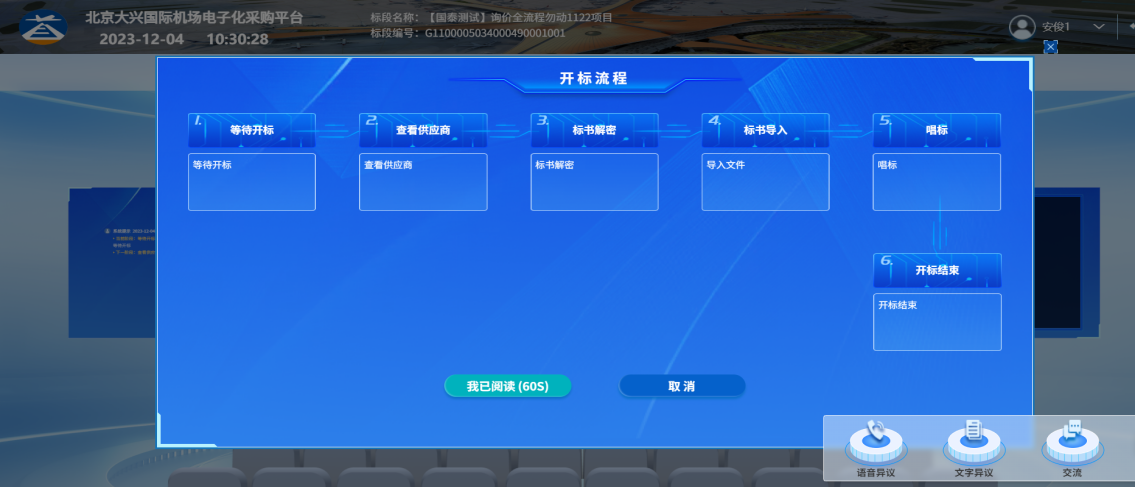 北京大兴国际机场电子化采购平台
2023-12-04 10:30:28
标段名称：【国泰测试】询价全流程勿动1122项目
标段编号：G1100005034000490001001
安俊1
开标流程
1. 等待开标
等待开标
2. 查看供应商
查看供应商
3. 标书解密
标书解密
4. 标书导入
导入文件
5. 唱标
唱标
6. 开标结束
开标结束
我已阅读 (60S)
取 消
语音异议
文字异议
交流